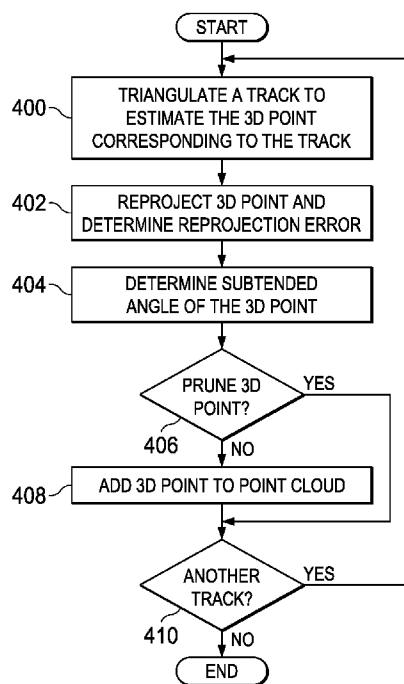 START
400
TRIANGULATE A TRACK TO
ESTIMATE THE 3D POINT
CORRESPONDING TO THE TRACK
402
REPROJECT 3D POINT AND
DETERMINE REPROJECTION ERROR
404
DETERMINE SUBTENDED
ANGLE OF THE 3D POINT
PRUNE 3D
POINT?
YES
406
NO
408
ADD 3D POINT TO POINT CLOUD
ANOTHER
TRACK?
YES
410
NO
END